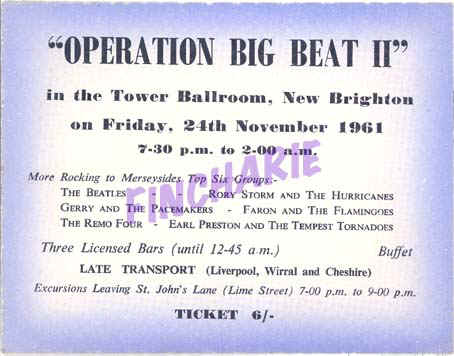 "OPERATION BIG BEAT II"
in the Tower Ballroom, New Brighton
on Friday, 24th November 1961
7-30 p.m. to 2-00 a.m.
More Rocking to Merseysides Top Six Groups:-
THE BEATLES - RORY STORM AND THE HURRICANES
GERRY AND THE PACEMAKERS - FARON AND THE FLAMINGOES
THE REMO FOUR - EARL PRESTON AND THE TEMPEST TORNADOES
FINCHARIE
Three Licensed Bars (until 12-45 a.m.) Buffet
LATE TRANSPORT (Liverpool, Wirral and Cheshire)
Excursions Leaving St. John's Lane (Lime Street) 7-00 p.m. to 9-00 p.m.
TICKET 6/-